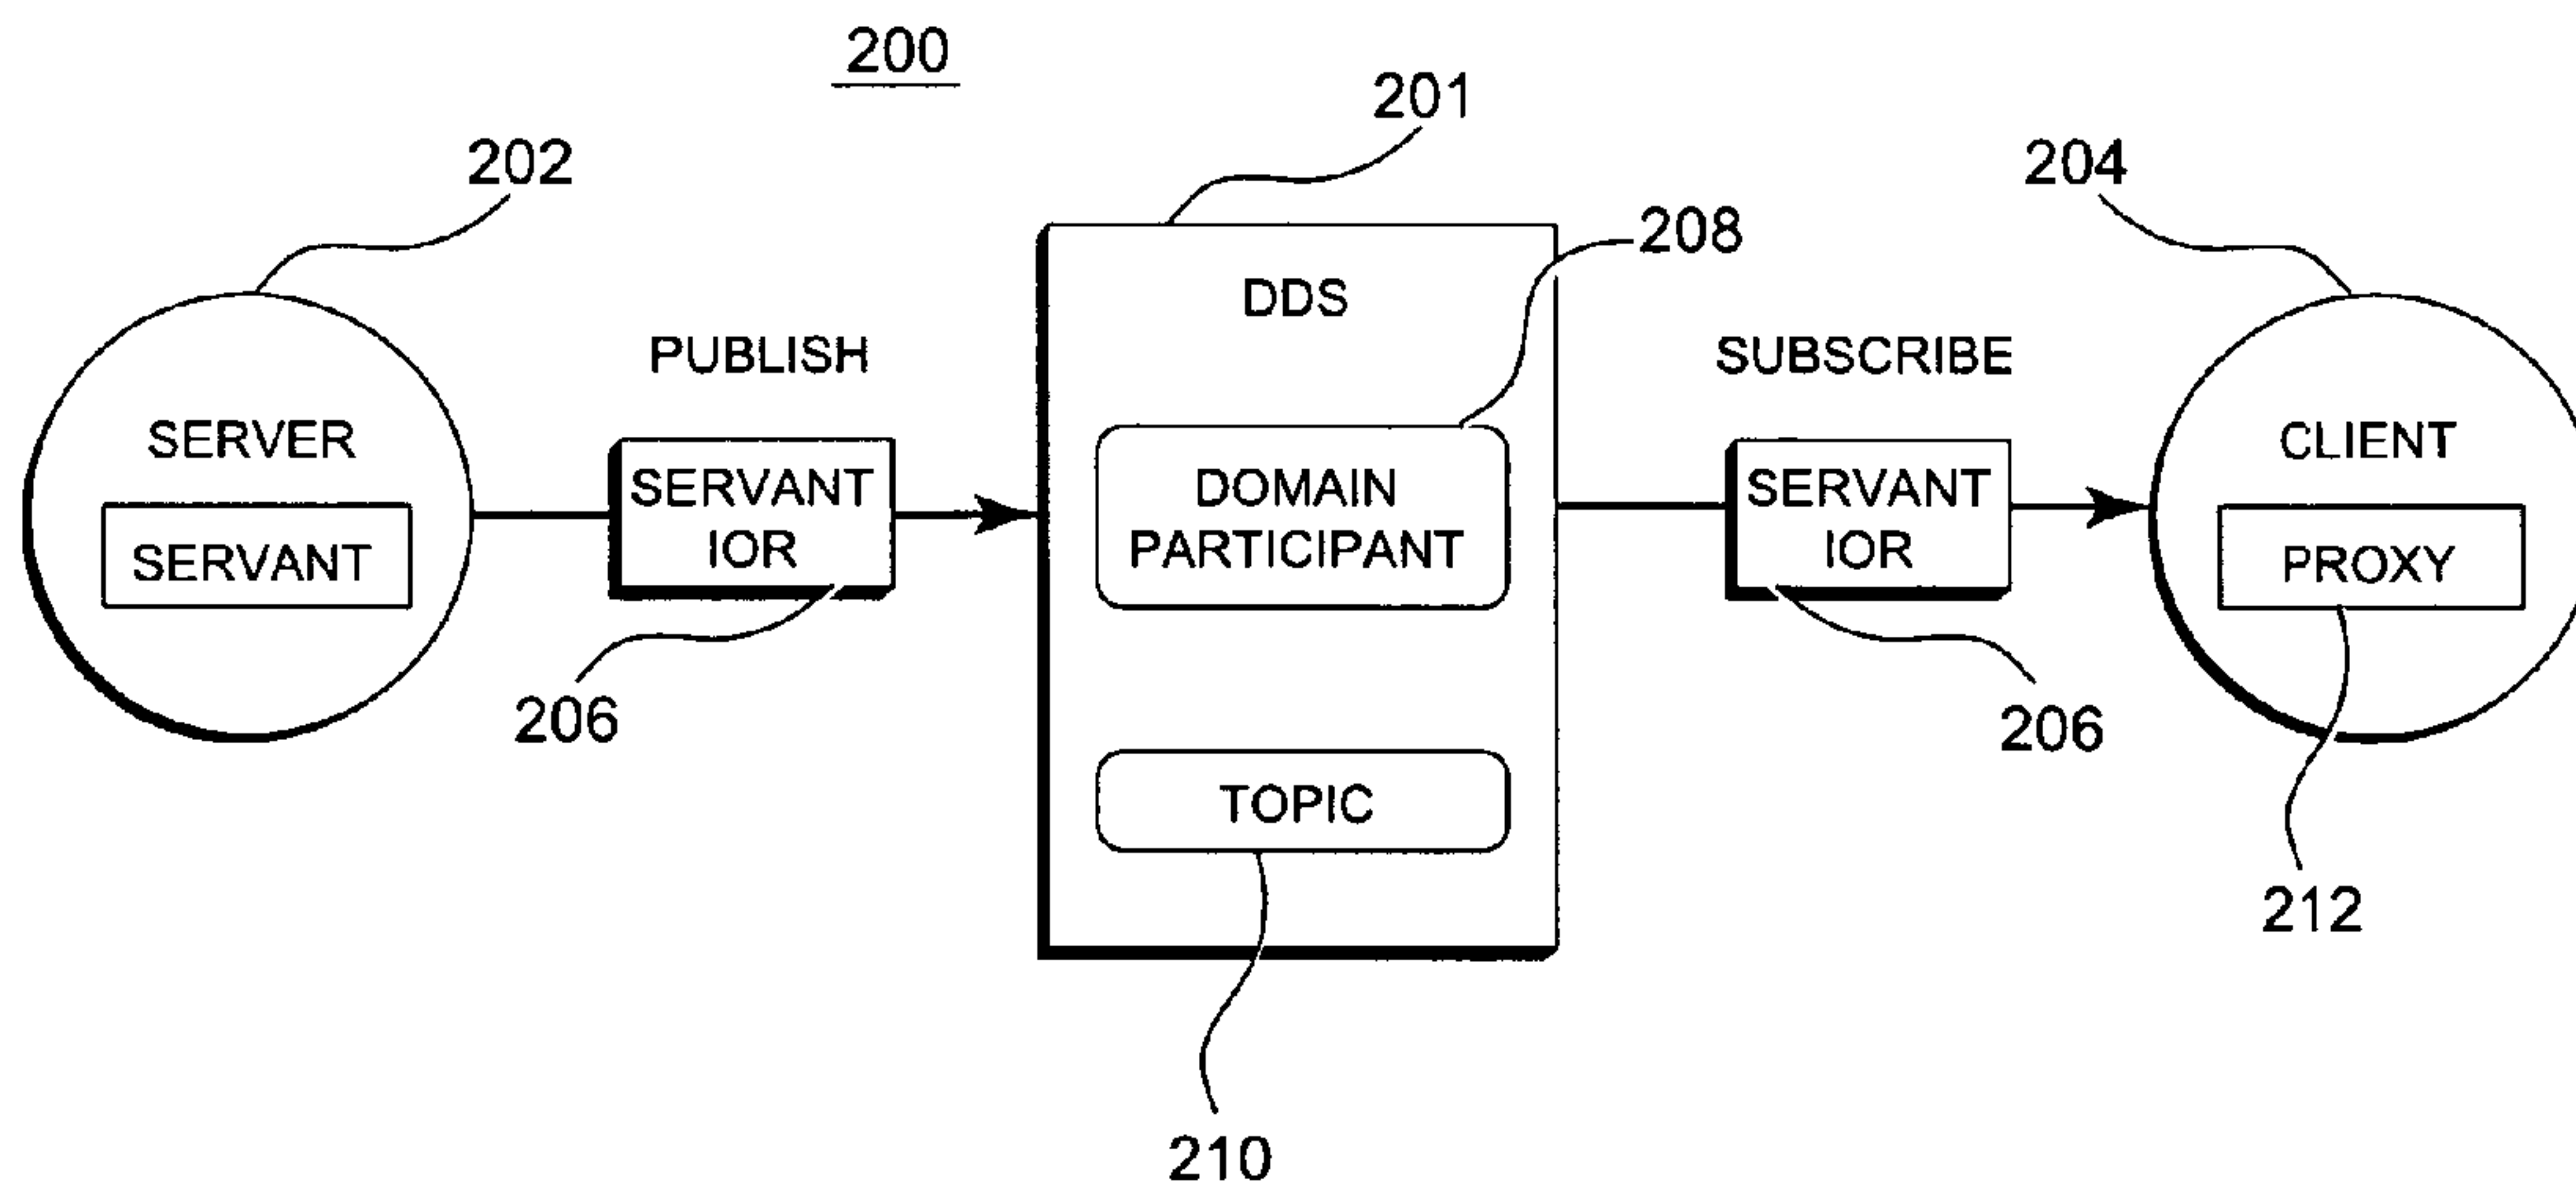 200
201
202
204
208
DDS
PUBLISH
SUBSCRIBE
SERVER
SERVANT
SERVANT
IOR
DOMAIN
PARTICIPANT
SERVANT
IOR
CLIENT
PROXY
206
206
TOPIC
212
210